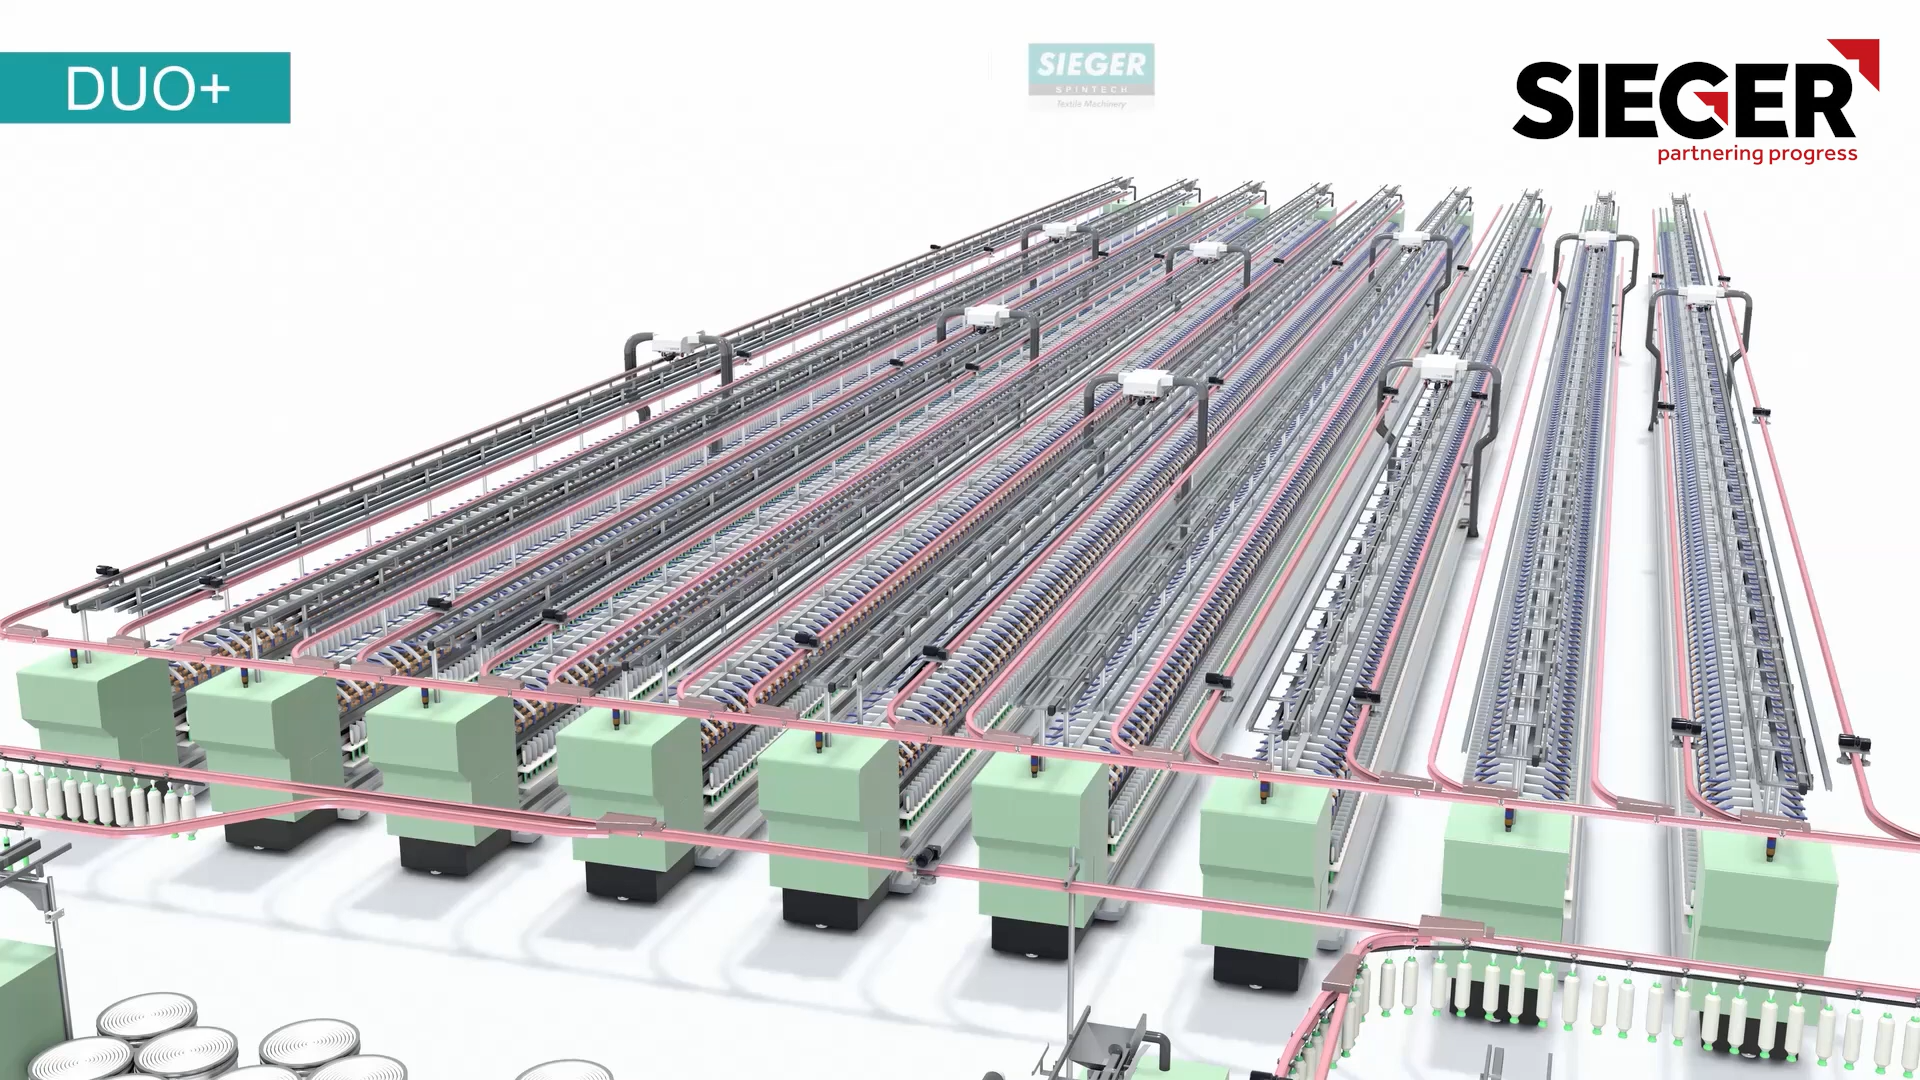 DUO+
SIEGER
SPINTECH
Textile Machinery
SIEGER
partnering progress